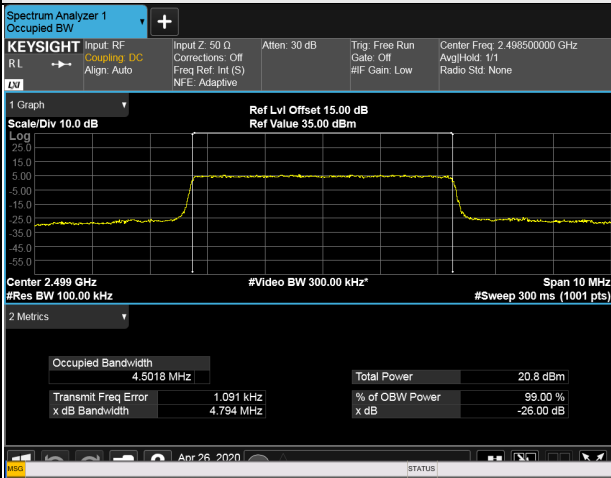 Spectrum Analyzer 1
Occupied BW
KEYSIGHT
RL
LXI
Input: RF
Coupling: DC
Align: Auto
Input Z: 50 Ω
Corrections: Off
Freq Ref: Int (S)
NFE: Adaptive
Atten: 30 dB
Trig: Free Run
Gate: Off
#IF Gain: Low
Center Freq: 2.498500000 GHz
Avg|Hold: 1/1
Radio Std: None
1 Graph
Scale/Div 10.0 dB
Ref Lvl Offset 15.00 dB
Ref Value 35.00 dBm
Log
25.0
15.0
5.00
-5.00
-15.0
-25.0
-35.0
-45.0
-55.0
Center 2.499 GHz
#Res BW 100.00 kHz
#Video BW 300.00 kHz*
Span 10 MHz
#Sweep 300 ms (1001 pts)
2 Metrics
Occupied Bandwidth
4.5018 MHz
Transmit Freq Error 1.091 kHz
x dB Bandwidth 4.794 MHz
Total Power 20.8 dBm
% of OBW Power 99.00 %
x dB -26.00 dB
Apr 26, 2020
MSG
STATUS